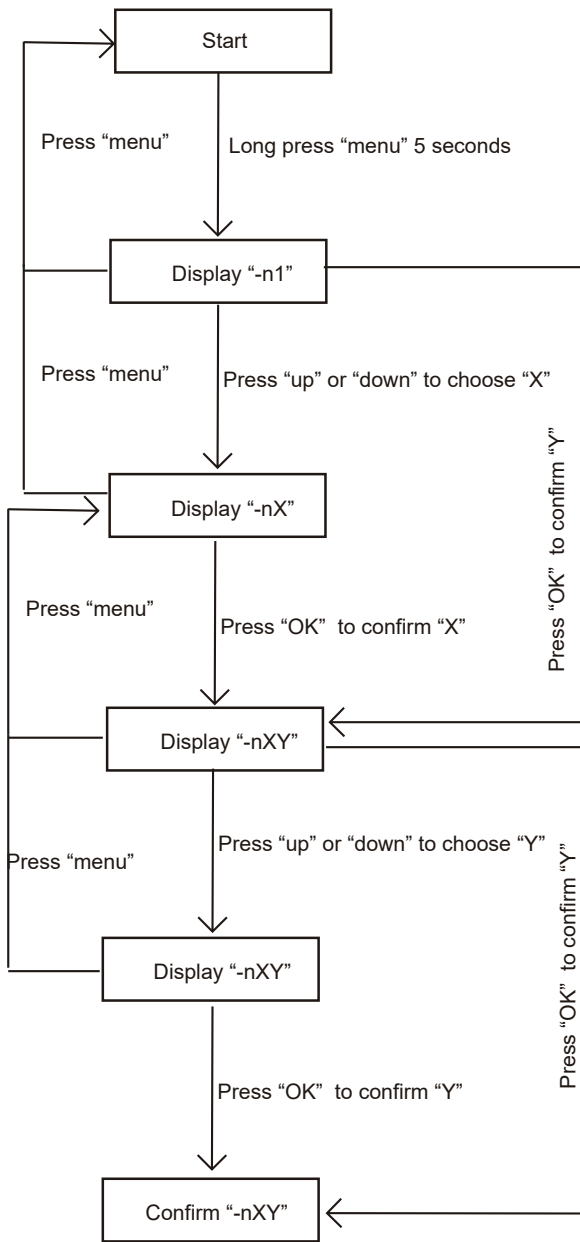 Start
Press “menu”
Long press “menu” 5 seconds
Display “-n1”
Press “menu”
Press “up” or “down” to choose “X”
Display “-nX”
Press “OK”  to confirm “Y”
Press “menu”
Press “OK”  to confirm “X”
Display “-nXY”
Press “up” or “down” to choose “Y”
Press “menu”
Press “OK”  to confirm “Y”
Display “-nXY”
Press “OK”  to confirm “Y”
Confirm “-nXY”